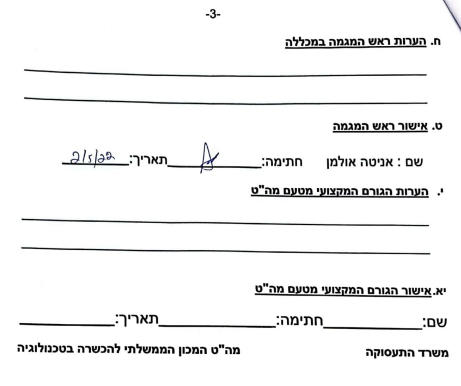 -3-
ח. הערות ראש המגמה במכללה
ט. אישור ראש המגמה
שם : אניטה אולמן חתימה: תאריך: 2/5/22
י. הערות הגורם המקצועי מטעם מה"ט
יא.אישור הגורם המקצועי מטעם מה"ט
שם: חתימה: תאריך:
משרד התעסוקה מה"ט המכון הממשלתי להכשרה בטכנולוגיה